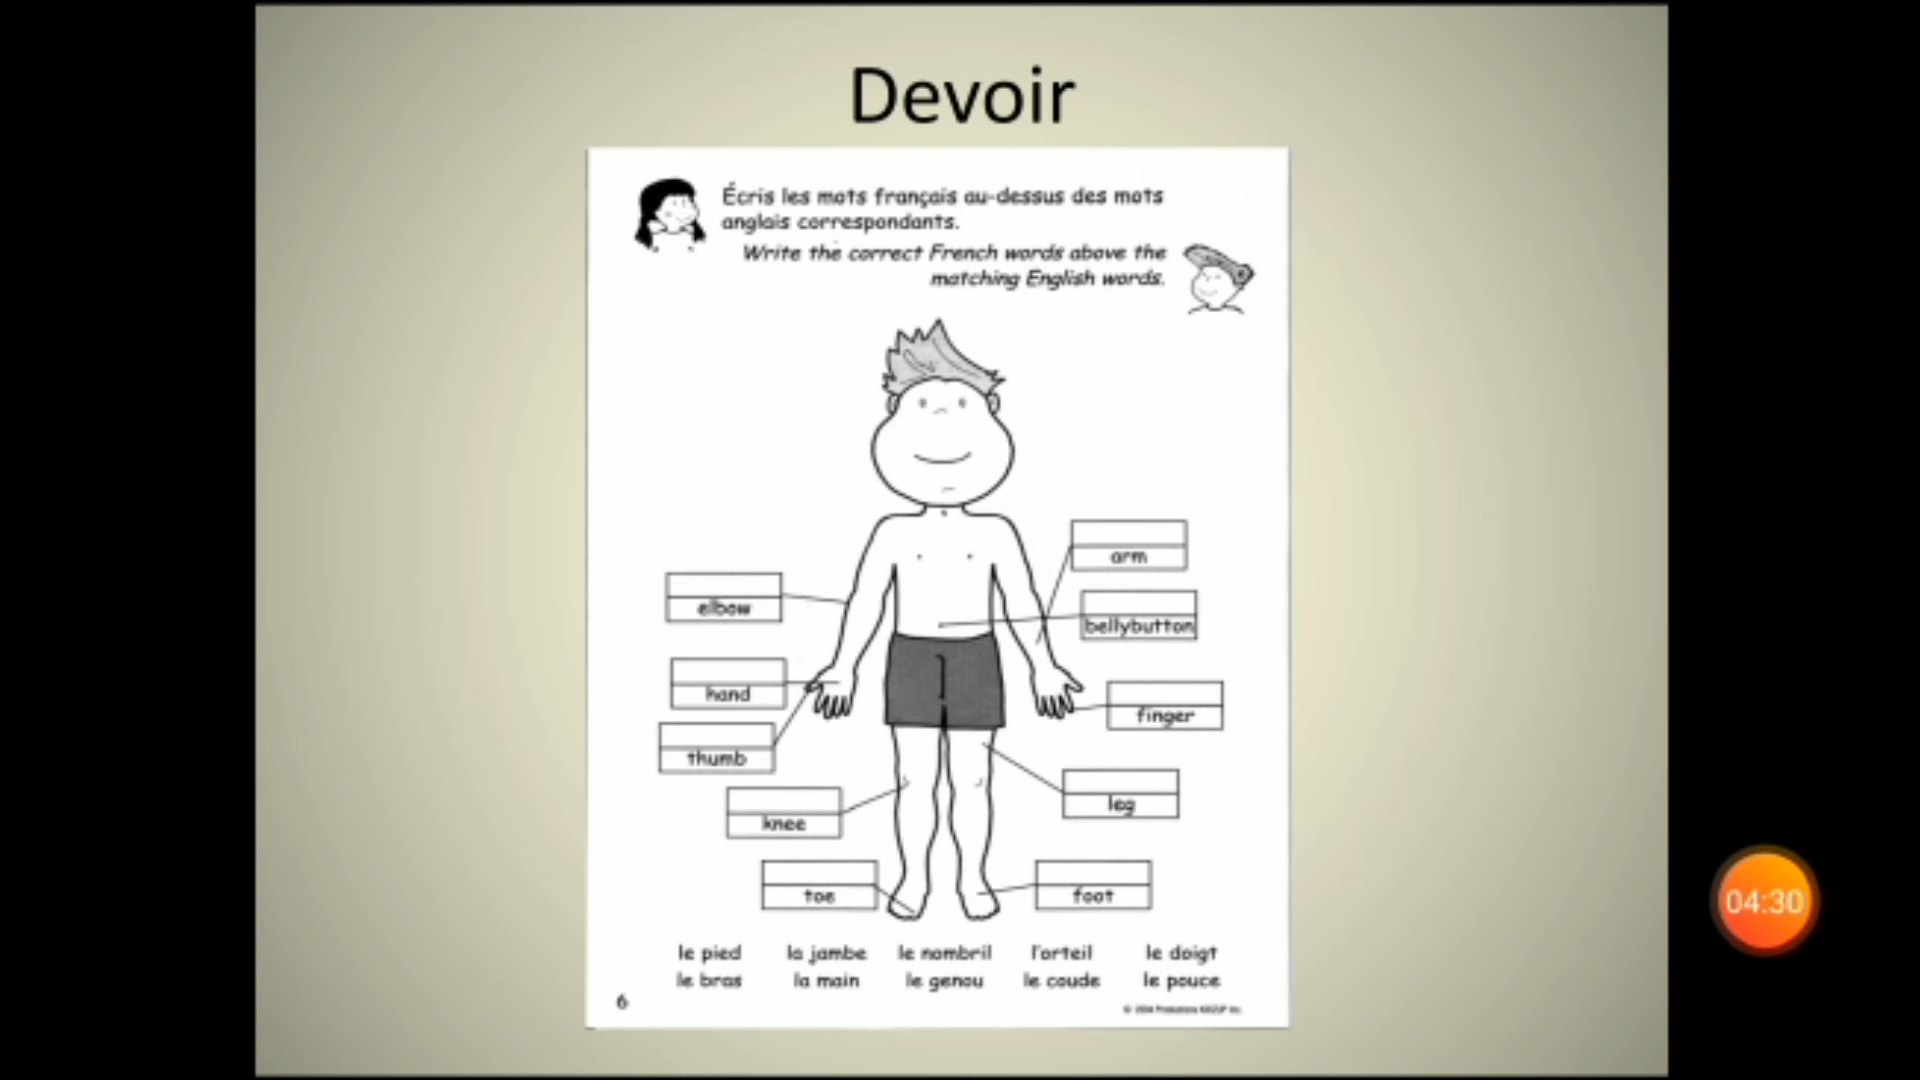 Devoir
Écris les mots français au-dessus des mots
anglais correspondants.
Write the correct French words above the
matching English words.
arm
elbow
bellybutton
hand
finger
thumb
leg
knee
toe
foot
le pied la jambe le nombril l'orteil le doigt
le bras la main le genou le coude le pouce
6
04:30